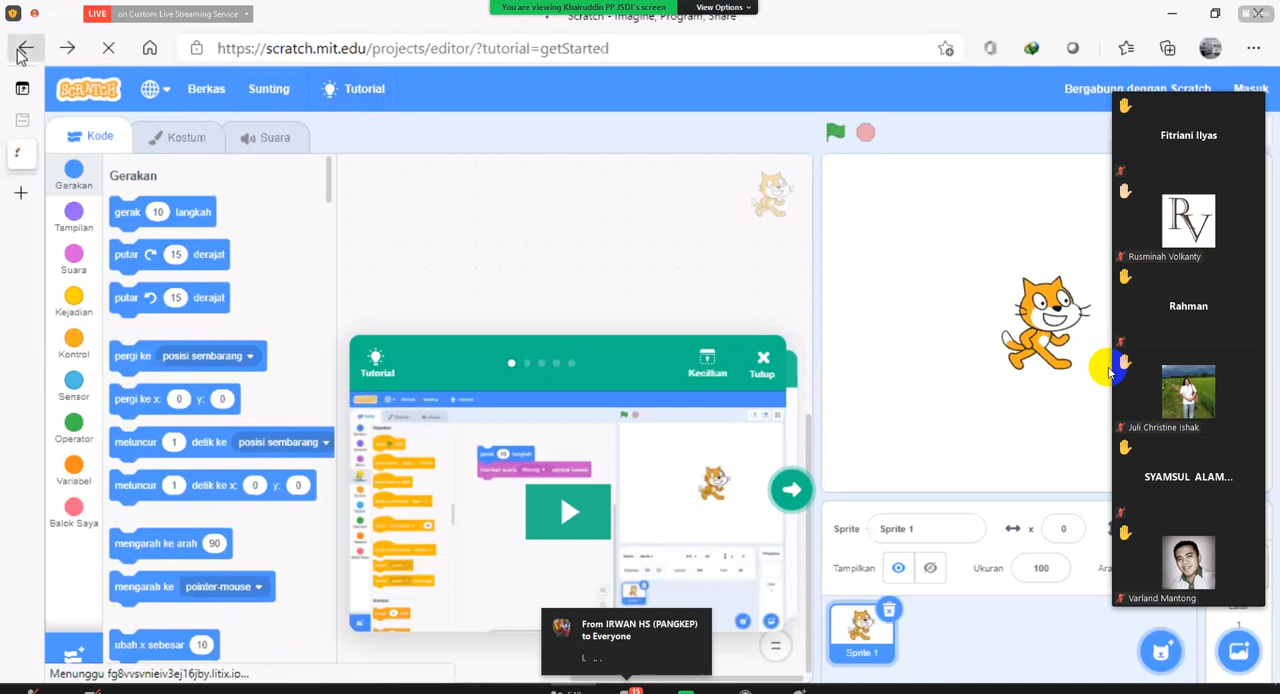 LIVE on Custom Live Streaming Service
You are viewing Khairuddin PP JSDI's screen
View Options
Scratch - Imagine, Program, Share
https://scratch.mit.edu/projects/editor/?tutorial=getStarted
SCRATCH
Berkas
Sunting
Tutorial
Bergabung dengan Scratch
Masuk
Kode
Kostum
Suara
Gerakan
Tampilan
Suara
Kejadian
Kontrol
Sensor
Operator
Variabel
Balok Saya
Gerakan
gerak 10 langkah
putar 15 derajat
putar 15 derajat
pergi ke posisi sembarang
pergi ke x: 0 y: 0
meluncur 1 detik ke posisi sembarang
meluncur 1 detik ke x: 0 y: 0
mengarah ke arah 90
mengarah ke pointer-mouse
ubah x sebesar 10
Menunggu fg8vvsvnieiv3ej16jby.litix.io...
Tutorial
Kecilkan
Tutup
From IRWAN HS (PANGKEP)
to Everyone
Sprite
Sprite 1
x
0
Tampilkan
Ukuran
100
Sprite 1
1
Fitriani Ilyas
RV
Rusminah Volkanty
Rahman
Juli Christine Ishak
SYAMSUL ALAM...
Varland Mantong
15